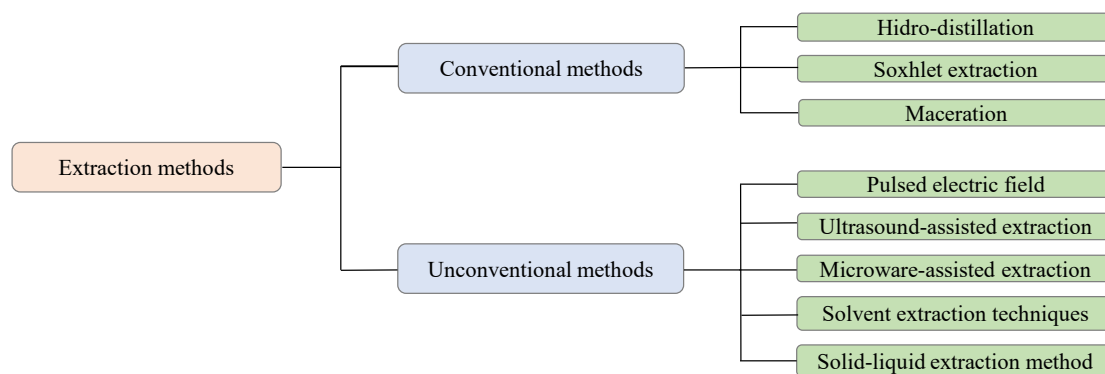 Extraction methods
Conventional methods
Hidro-distillation
Soxhlet extraction
Maceration
Unconventional methods
Pulsed electric field
Ultrasound-assisted extraction
Microware-assisted extraction
Solvent extraction techniques
Solid-liquid extraction method